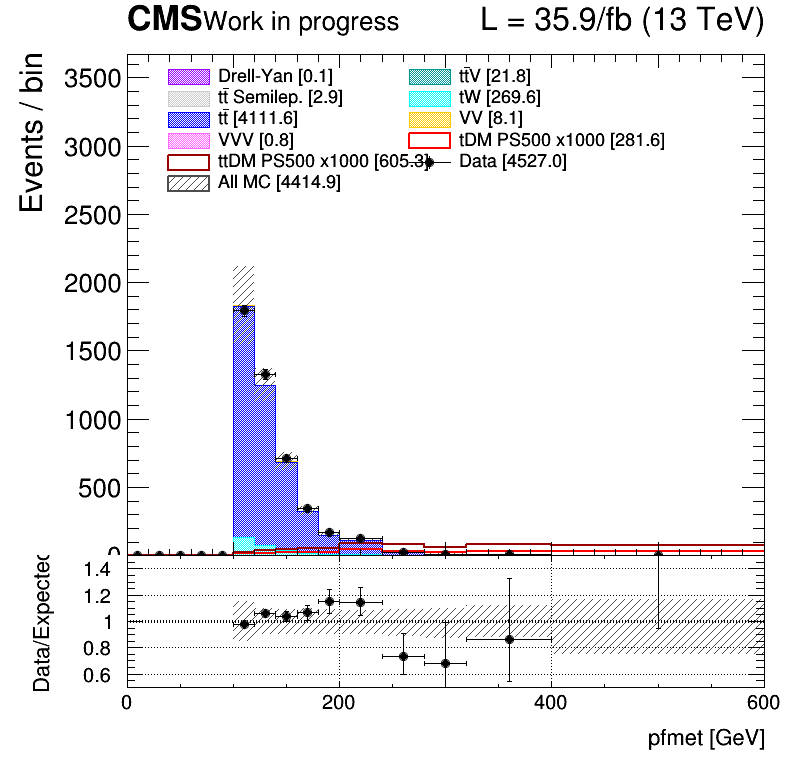 CMS Work in progress L = 35.9/fb (13 TeV)
Drell-Yan [0.1] tt̄V [21.8]
tt̄ Semilep. [2.9] tW [269.6]
tt̄ [4111.6] VV [8.1]
VVV [0.8] tDM PS500 x1000 [281.6]
ttDM PS500 x1000 [605.3] Data [4527.0]
All MC [4414.9]
Events / bin
3500
3000
2500
2000
1500
1000
500
0
Data/Expected
1.4
1.2
1
0.8
0.6
0 200 400 600
pfmet [GeV]